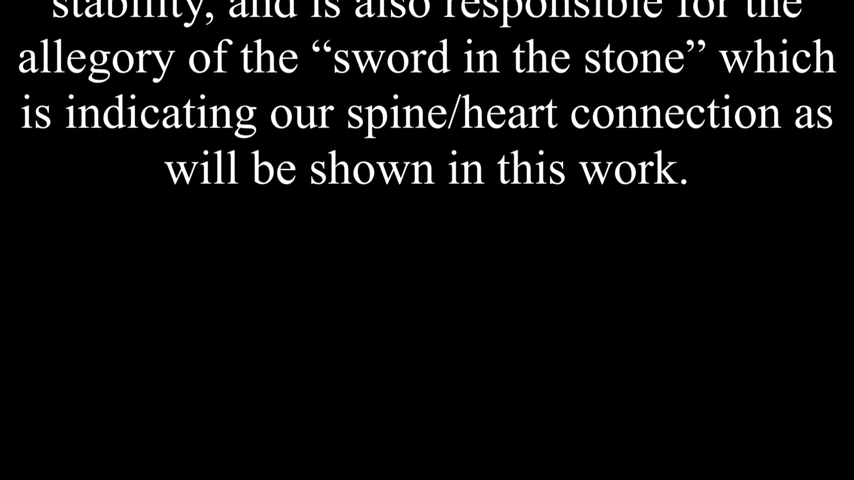 stability, and is also responsible for the
allegory of the “sword in the stone” which
is indicating our spine/heart connection as
will be shown in this work.